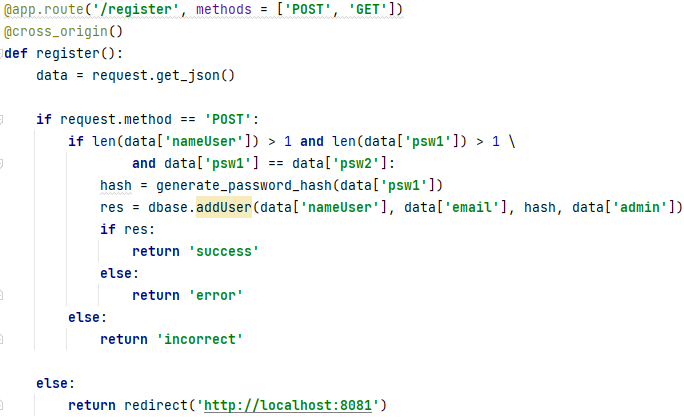 @app.route('/register', methods = ['POST', 'GET'])
@cross_origin()
def register():
    data = request.get_json()

    if request.method == 'POST':
        if len(data['nameUser']) > 1 and len(data['psw1']) > 1 \
                and data['psw1'] == data['psw2']:
            hash = generate_password_hash(data['psw1'])
            res = dbase.addUser(data['nameUser'], data['email'], hash, data['admin'])
            if res:
                return 'success'
            else:
                return 'error'
        else:
            return 'incorrect'

    else:
        return redirect('http://localhost:8081')